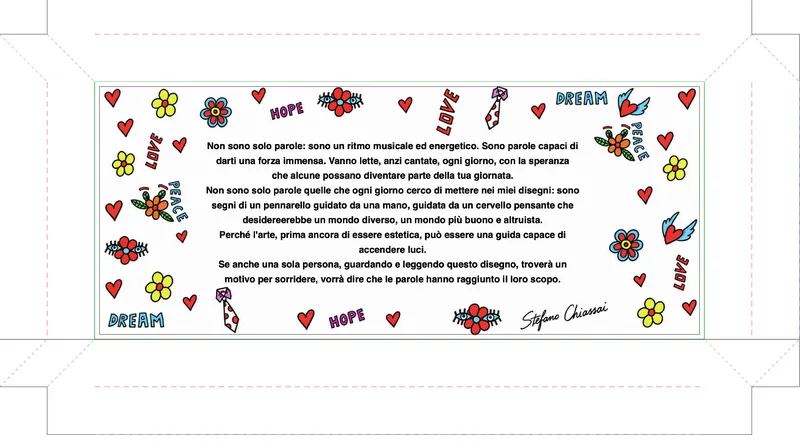 HOPE
LOVE
DREAM
LOVE
PEACE
PEACE
Non sono solo parole: sono un ritmo musicale ed energetico. Sono parole capaci di
darti una forza immensa. Vanno lette, anzi cantate, ogni giorno, con la speranza
che alcune possano diventare parte della tua giornata.
Non sono solo parole quelle che ogni giorno cerco di mettere nei miei disegni: sono
segni di un pennarello guidato da una mano, guidata da un cervello pensante che
desidereerebbe un mondo diverso, un mondo più buono e altruista.
Perché l'arte, prima ancora di essere estetica, può essere una guida capace di
accendere luci.
Se anche una sola persona, guardando e leggendo questo disegno, troverà un
motivo per sorridere, vorrà dire che le parole hanno raggiunto il loro scopo.
LOVE
DREAM
HOPE
Stefano Chiassai